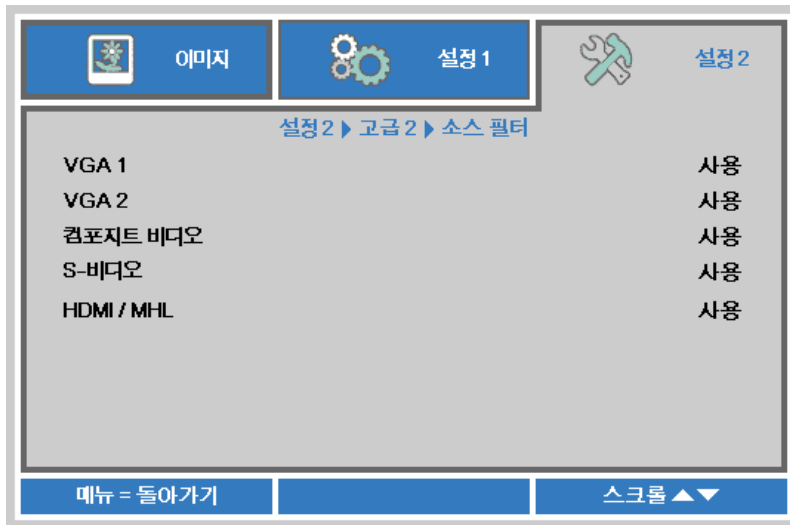 이미지
설정 1
설정 2
설정 2 ▶ 고급 2 ▶ 소스 필터
VGA 1 사용
VGA 2 사용
컴포지트 비디오 사용
S-비디오 사용
HDMI / MHL 사용
메뉴 = 돌아가기
스크롤 ▲▼